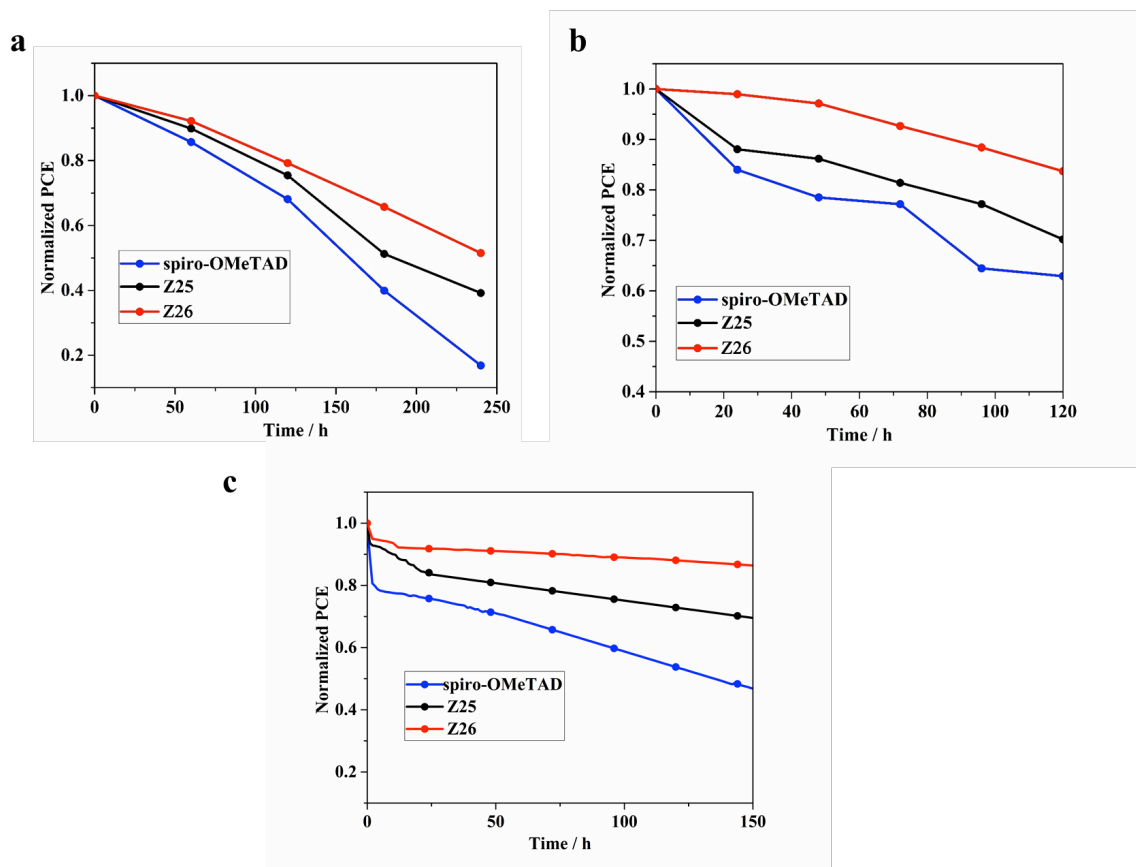 a
Normalized PCE
1.0
0.8
0.6
0.4
0.2
spiro-OMeTAD
Z25
Z26
0 50 100 150 200 250
Time / h
b
Normalized PCE
1.0
0.9
0.8
0.7
0.6
0.5
0.4
spiro-OMeTAD
Z25
Z26
0 20 40 60 80 100 120
Time / h
c
Normalized PCE
1.0
0.8
0.6
0.4
0.2
spiro-OMeTAD
Z25
Z26
0 50 100 150
Time / h